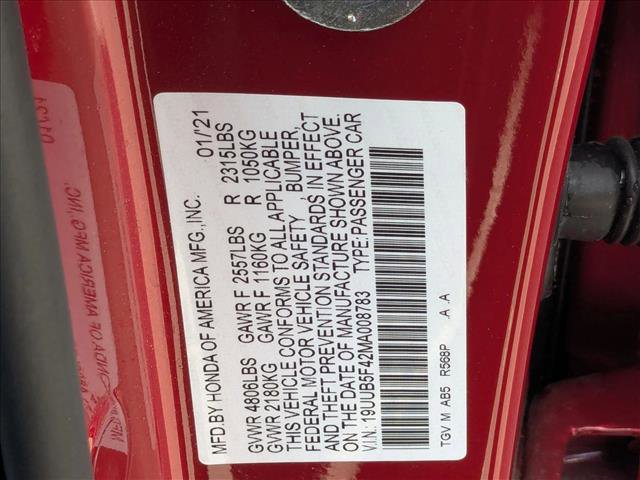 MFD.BY HONDA OF AMERICA MFG.,INC. 01/'21
GVWR 4806LBS GAWR F 2557LBS R 2315LBS
GVWR 2180KG GAWR F 1160KG R 1060KG
THIS VEHICLE CONFORMS TO ALL APPLICABLE
FEDERAL MOTOR VEHICLE SAFETY , BUMPER,
AND THEFT PREVENTION STANDARDS IN EFFECT
ON THE DATE OF MANUFACTURE SHOWN ABOVE.
V.I.N.: 19UUB5F42MA008783 TYPE:PASSENGER CAR
TGV M AB5 R568P .A .A